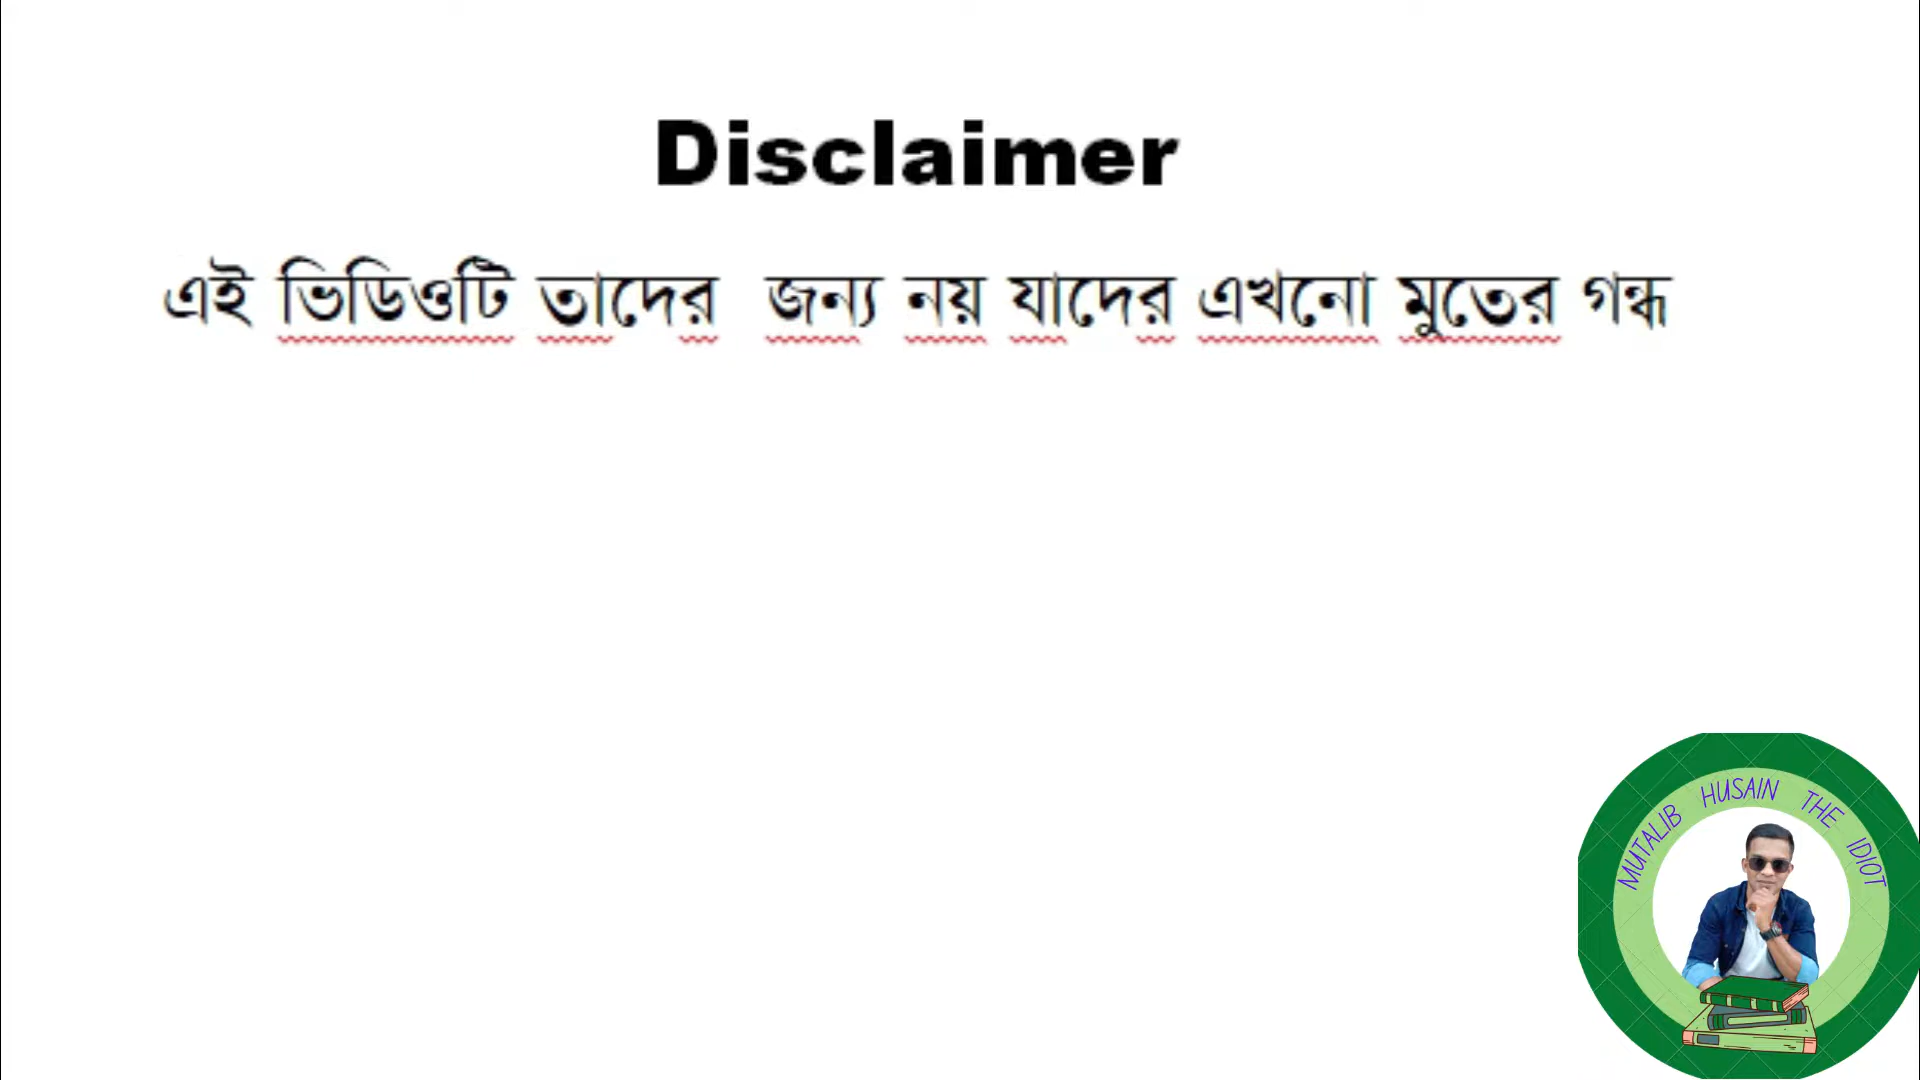 Disclaimer
এই ভিডিওটি তাদের জন্য নয় যাদের এখনো মুতের গন্ধ
MUTALIB HUSAIN THE IDIOT